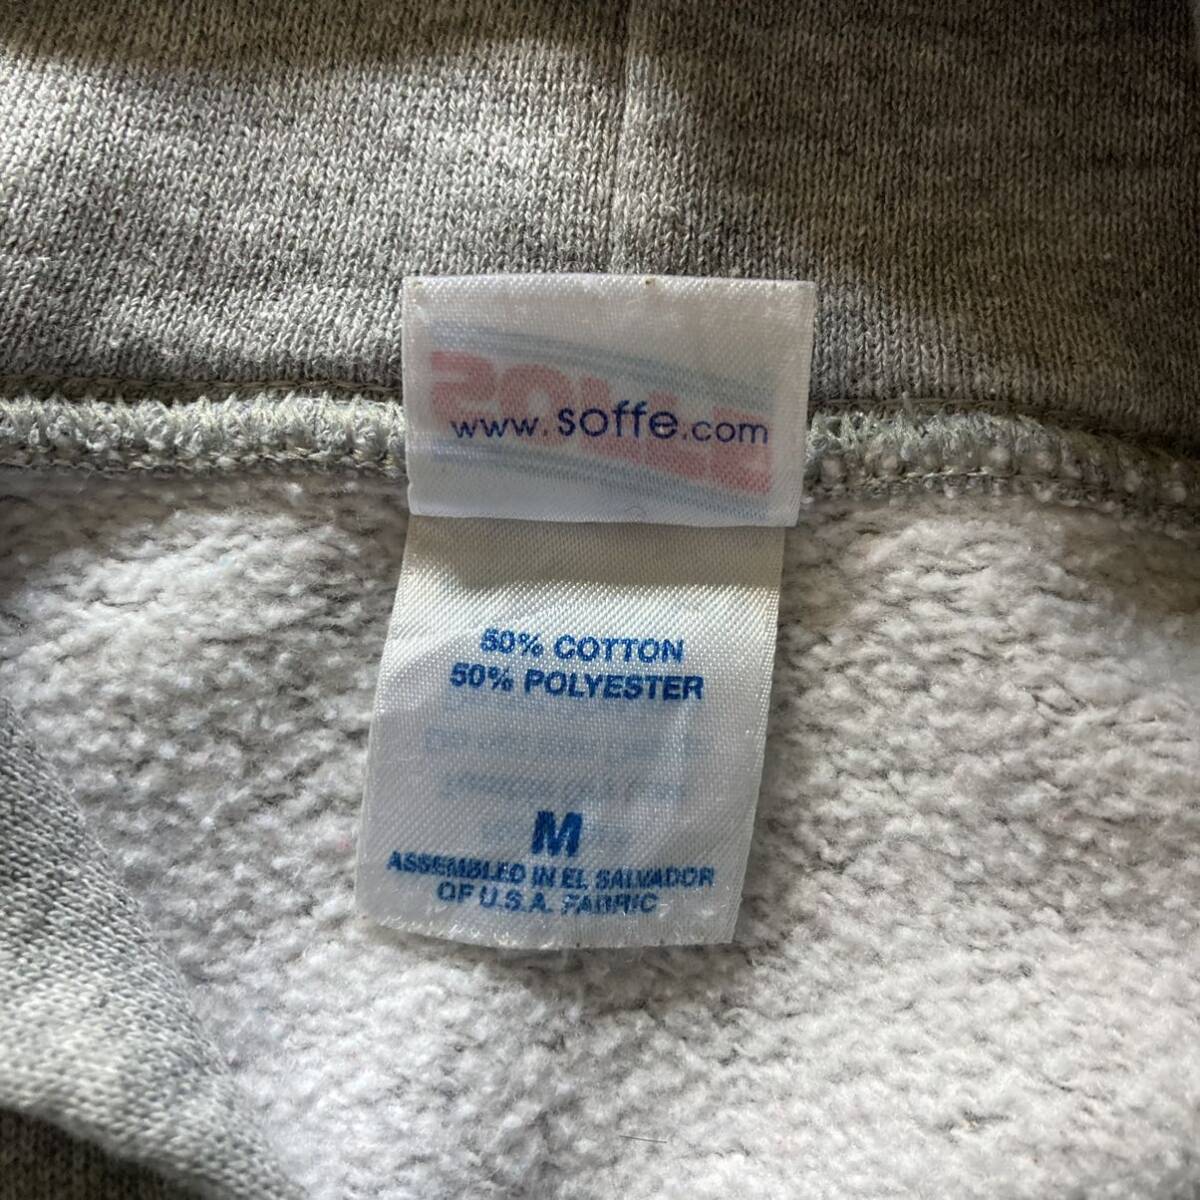 www.soffe.com
50% COTTON
50% POLYESTER
M
ASSEMBLED IN EL SALVADOR
OF U.S.A. FABRIC